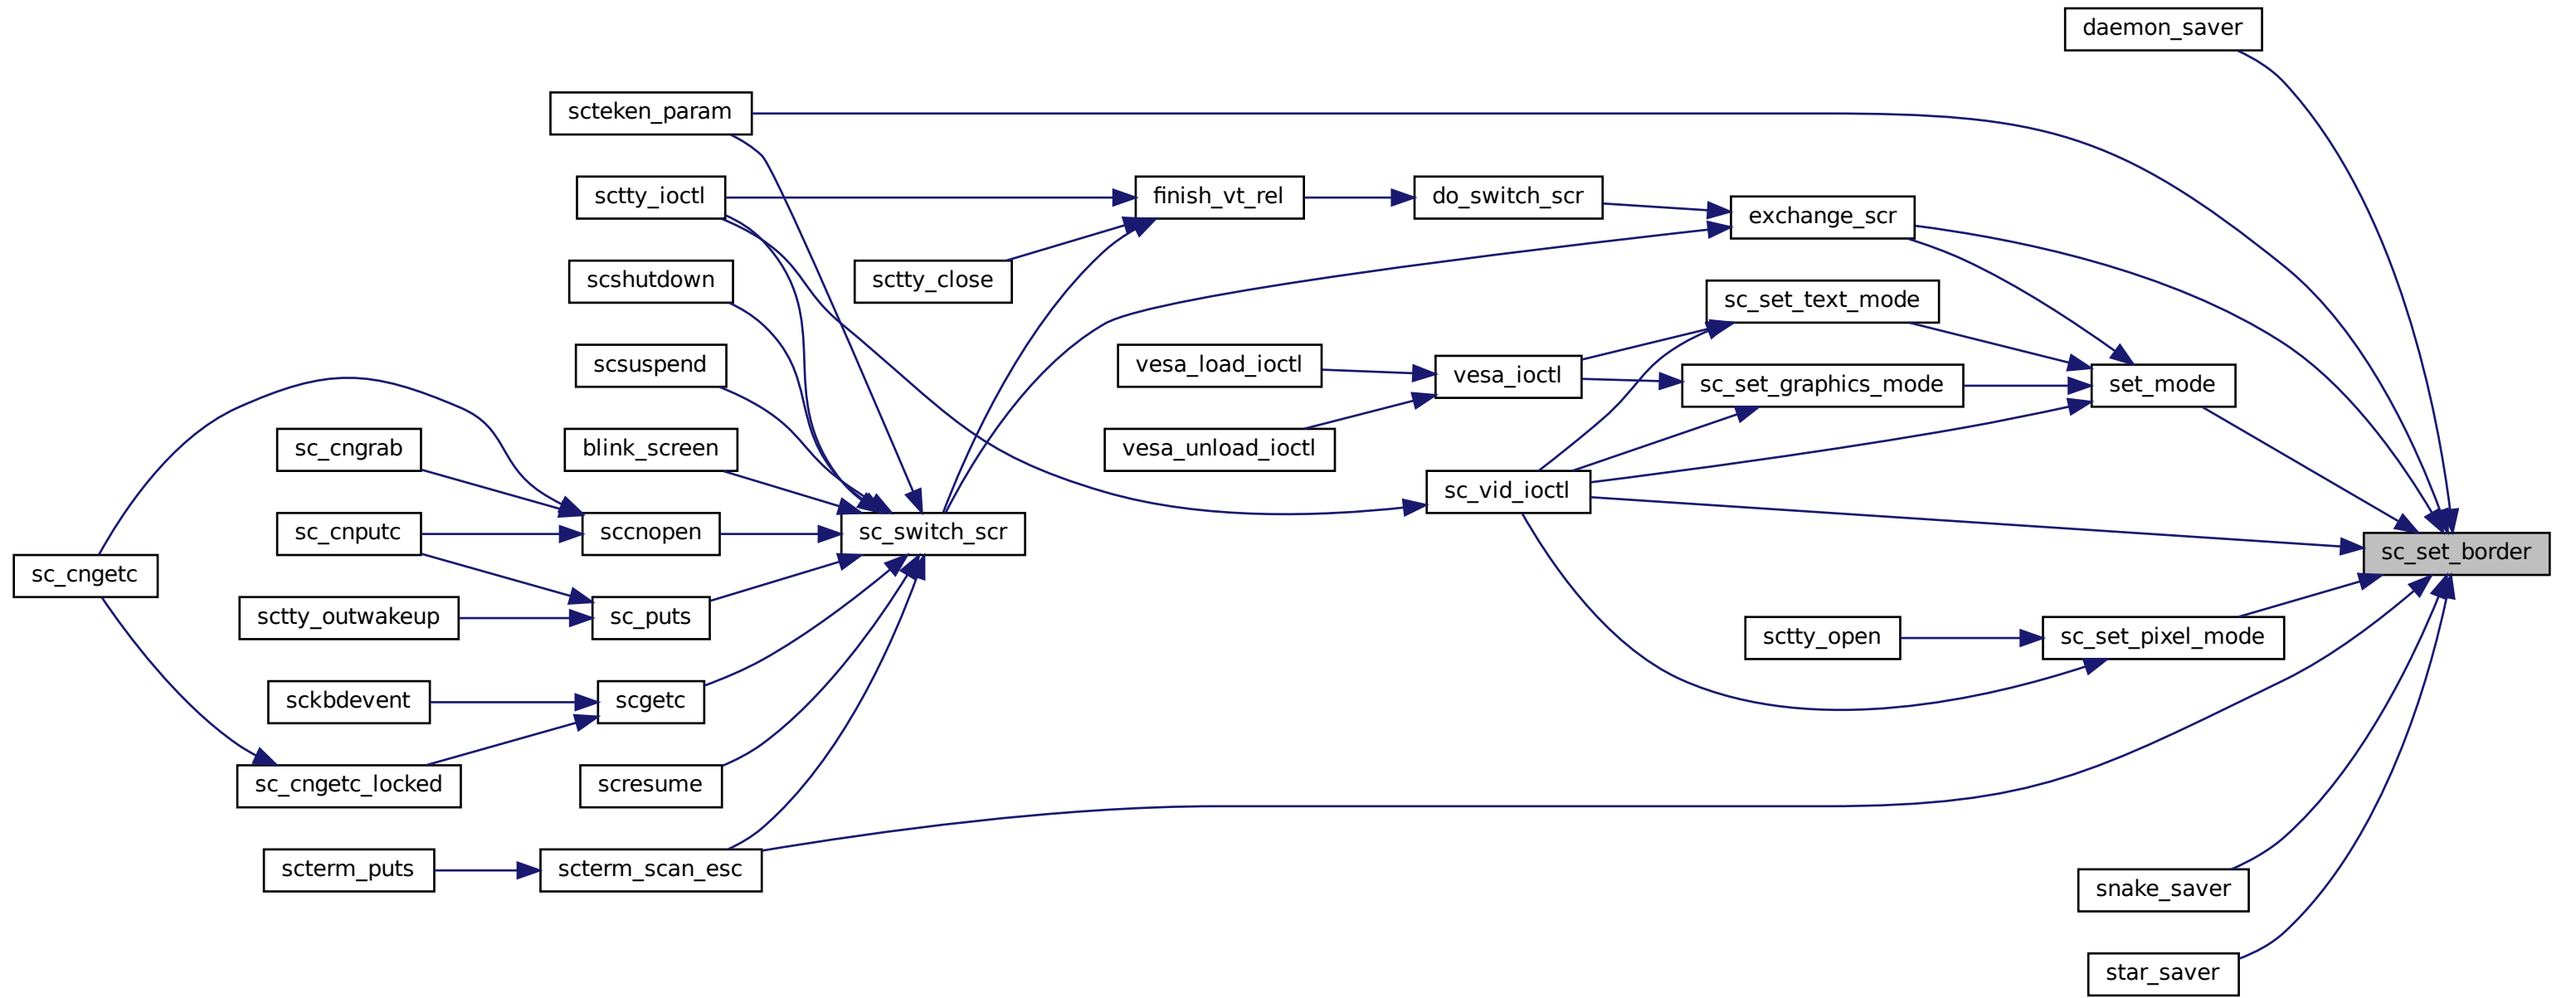 daemon_saver
scteken_param
sctty_ioctl
finish_vt_rel
do_switch_scr
exchange_scr
scshutdown
sctty_close
sc_set_text_mode
scsuspend
vesa_load_ioctl
vesa_ioctl
sc_set_graphics_mode
set_mode
sc_cngrab
blink_screen
vesa_unload_ioctl
sc_vid_ioctl
sc_cnputc
sccnopen
sc_switch_scr
sc_set_border
sc_cngetc
sctty_outwakeup
sc_puts
sctty_open
sc_set_pixel_mode
sckbdevent
scgetc
sc_cngetc_locked
scresume
scterm_puts
scterm_scan_esc
snake_saver
star_saver